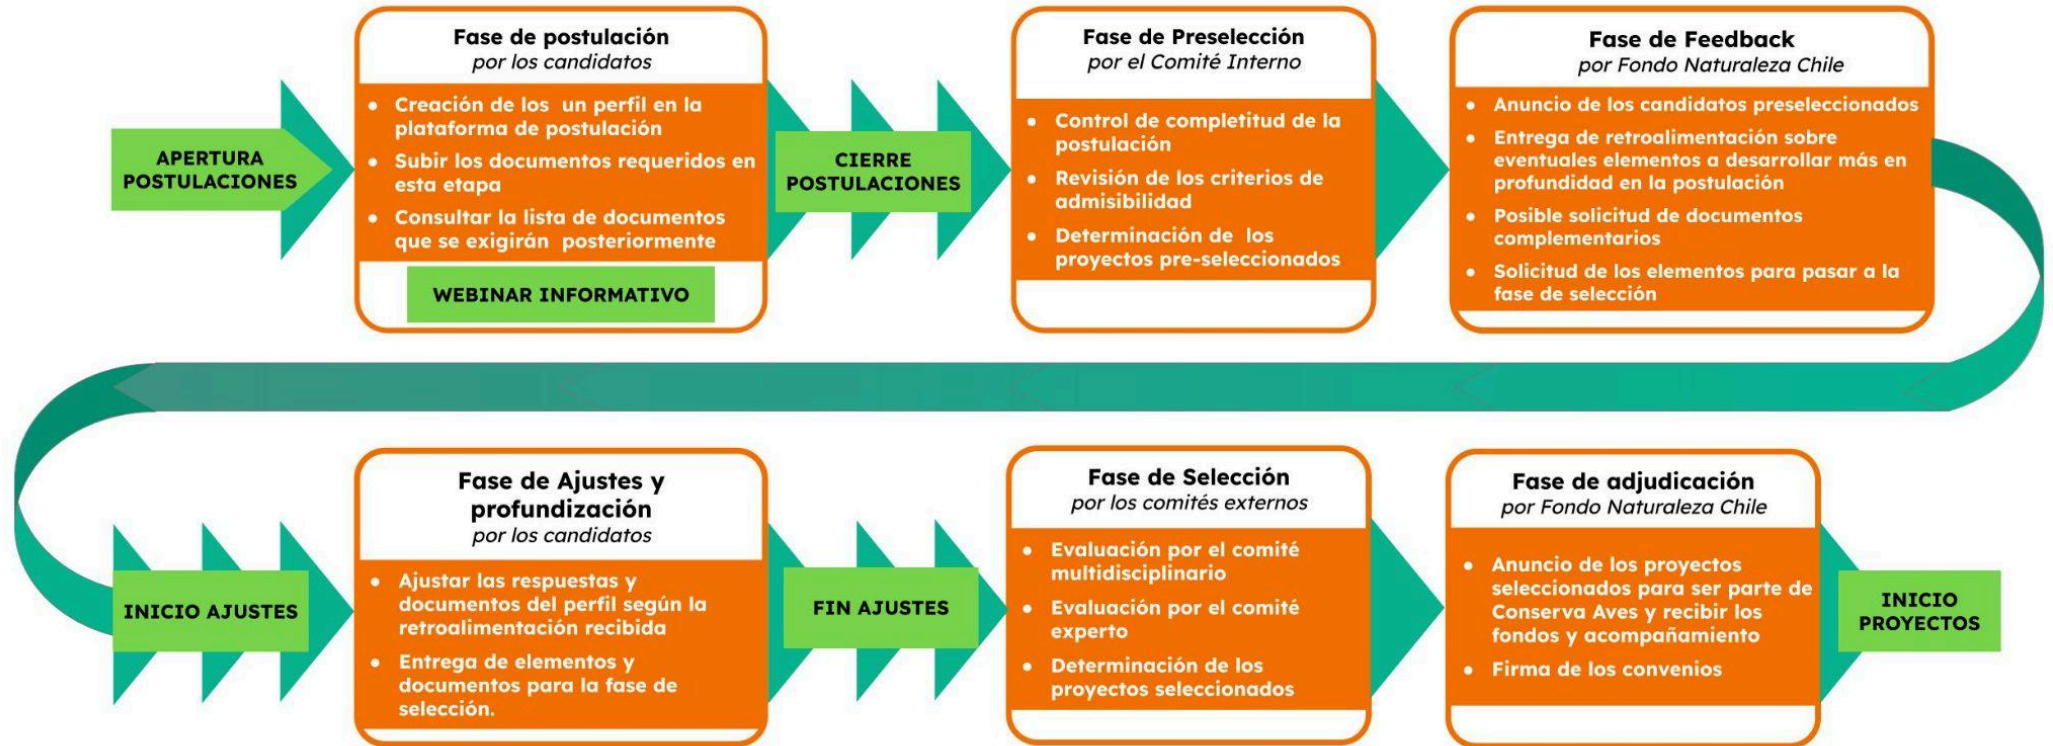 APERTURA
POSTULACIONES
Fase de postulación
por los candidatos
• Creación de los un perfil en la
plataforma de postulación
• Subir los documentos requeridos en
esta etapa
• Consultar la lista de documentos
que se exigirán posteriormente
WEBINAR INFORMATIVO
CIERRE
POSTULACIONES
Fase de Preselección
por el Comité Interno
• Control de completitud de la
postulación
• Revisión de los criterios de
admisibilidad
• Determinación de los
proyectos pre-seleccionados
Fase de Feedback
por Fondo Naturaleza Chile
• Anuncio de los candidatos preseleccionados
• Entrega de retroalimentación sobre
eventuales elementos a desarrollar más en
profundidad en la postulación
• Posible solicitud de documentos
complementarios
• Solicitud de los elementos para pasar a la
fase de selección
INICIO AJUSTES
Fase de Ajustes y
profundización
por los candidatos
• Ajustar las respuestas y
documentos del perfil según la
retroalimentación recibida
• Entrega de elementos y
documentos para la fase de
selección.
FIN AJUSTES
Fase de Selección
por los comités externos
• Evaluación por el comité
multidisciplinario
• Evaluación por el comité
experto
• Determinación de los
proyectos seleccionados
Fase de adjudicación
por Fondo Naturaleza Chile
• Anuncio de los proyectos
seleccionados para ser parte de
Conserva Aves y recibir los
fondos y acompañamiento
• Firma de los convenios
INICIO
PROYECTOS